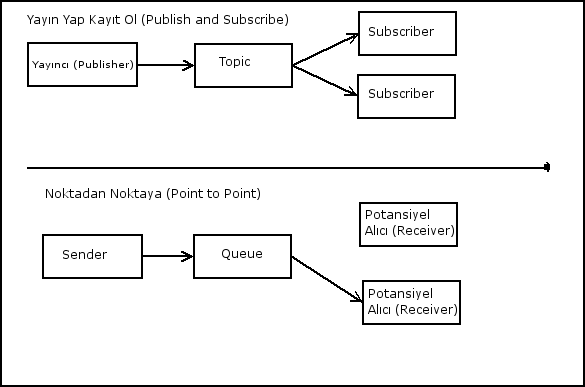 Yayın Yap Kayıt Ol (Publish and Subscribe)
Yayıncı (Publisher)
Topic
Subscriber
Subscriber
Noktadan Noktaya (Point to Point)
Sender
Queue
Potansiyel
Alıcı (Receiver)
Potansiyel
Alıcı (Receiver)